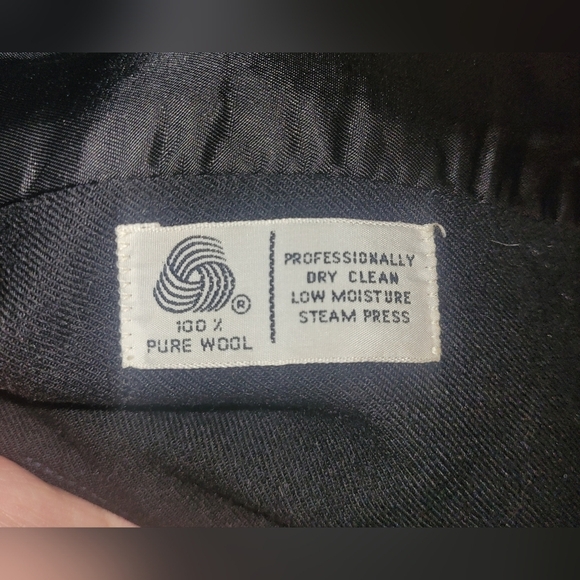 ®
100 %
PURE WOOL
PROFESSIONALLY
DRY CLEAN
LOW MOISTURE
STEAM PRESS